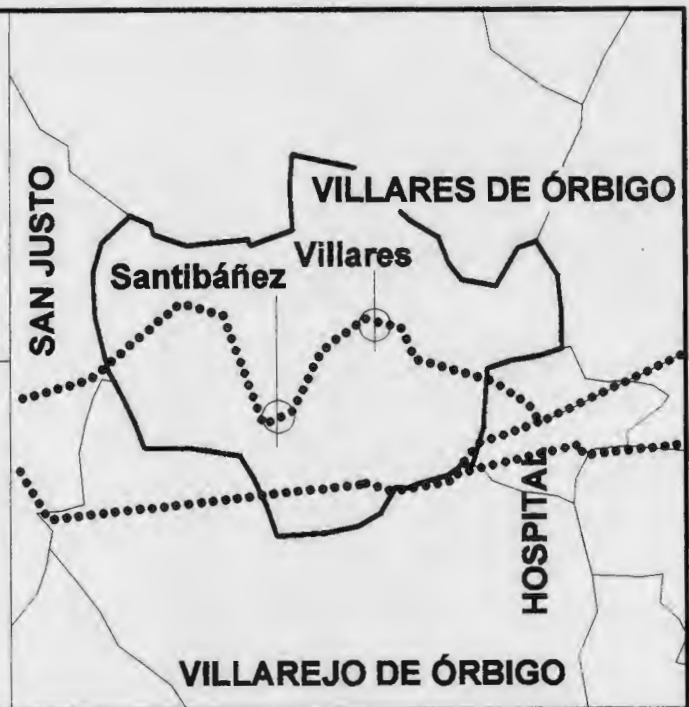 SAN JUSTO
VILLARES DE ÓRBIGO
Santibáñez
Villares
HOSPITAL
VILLAREJO DE ÓRBIGO